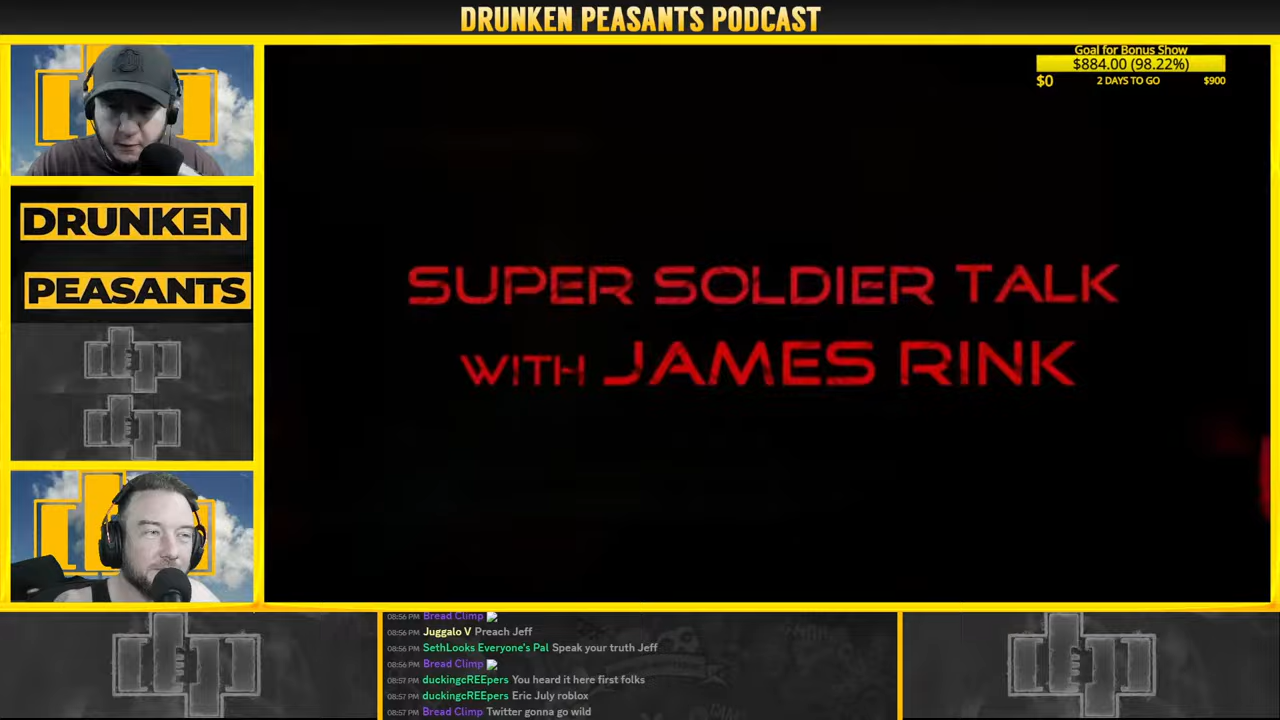 DRUNKEN PEASANTS PODCAST
Goal for Bonus Show
$884.00 (98.22%)
$0 2 DAYS TO GO $900
DRUNKEN
PEASANTS
SUPER SOLDIER TALK
WITH JAMES RINK
08:56 PM Bread Climp
08:56 PM Juggalo V Preach Jeff
08:56 PM SethLooks Everyone's Pal Speak your truth Jeff
08:56 PM Bread Climp
08:57 PM duckingcREEpers You heard it here first folks
08:57 PM duckingcREEpers Eric July roblox
08:57 PM Bread Climp Twitter gonna go wild